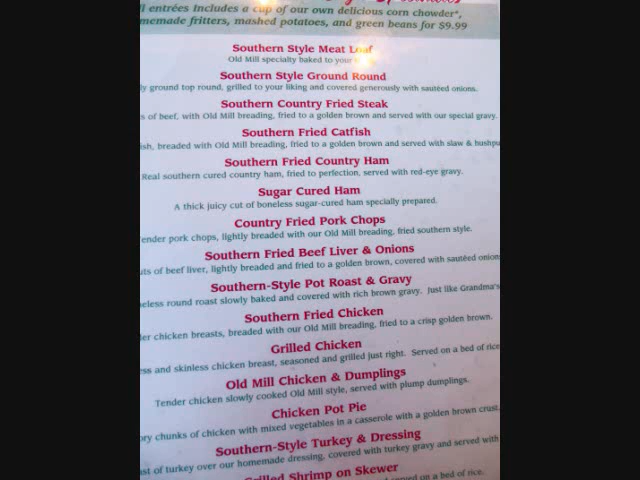 entrées Includes a cup of our own delicious corn chowder*,
homemade fritters, mashed potatoes, and green beans for $9.99
Southern Style Meat Loaf
Old Mill specialty baked to your
Southern Style Ground Round
ly ground top round, grilled to your liking and covered generously with sautéed onions.
Southern Country Fried Steak
s of beef, with Old Mill breading, fried to a golden brown and served with our special gravy.
Southern Fried Catfish
ish, breaded with Old Mill breading, fried to a golden brown and served with slaw & hushpu
Southern Fried Country Ham
Real southern cured country ham, fried to perfection, served with red-eye gravy.
Sugar Cured Ham
A thick juicy cut of boneless sugar-cured ham specially prepared.
Country Fried Pork Chops
ender pork chops, lightly breaded with our Old Mill breading, fried southern style.
Southern Fried Beef Liver & Onions
uts of beef liver, lightly breaded and fried to a golden brown, covered with sautéed onion
Southern-Style Pot Roast & Gravy
neless round roast slowly baked and covered with rich brown gravy. Just like Grandma's
Southern Fried Chicken
er chicken breasts, breaded with our Old Mill breading, fried to a crisp golden brown.
Grilled Chicken
ess and skinless chicken breast, seasoned and grilled just right. Served on a bed of rice
Old Mill Chicken & Dumplings
Tender chicken slowly cooked Old Mill style, served with plump dumplings.
Chicken Pot Pie
ory chunks of chicken with mixed vegetables in a casserole with a golden brown crust.
Southern-Style Turkey & Dressing
ast of turkey over our homemade dressing, covered with turkey gravy and served with
Grilled Shrimp on Skewer
served on a bed of rice.